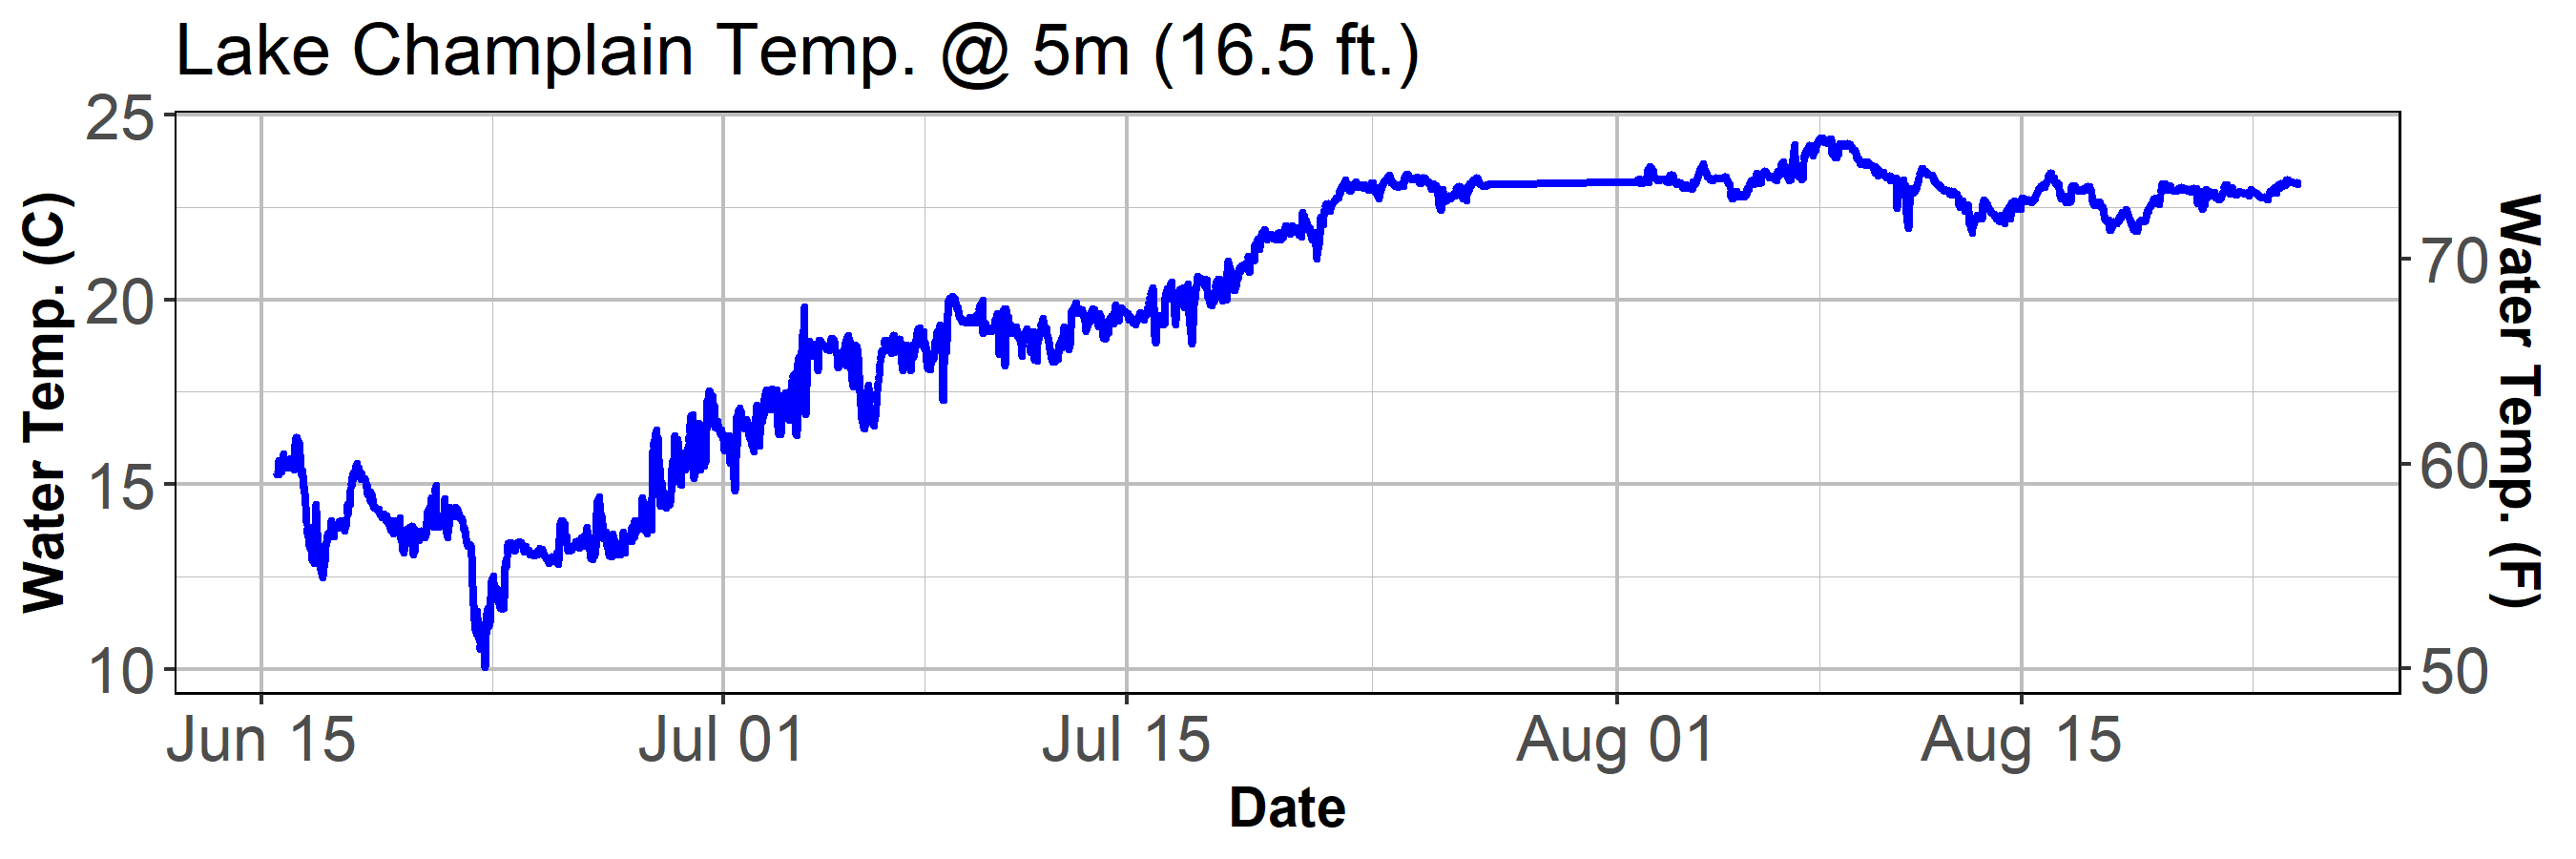 Lake Champlain Temp. @ 5m (16.5 ft.)
Water Temp. (C)
25
20
15
10
70
60
50
Water Temp. (F)
Jun 15 Jul 01 Jul 15 Aug 01 Aug 15
Date